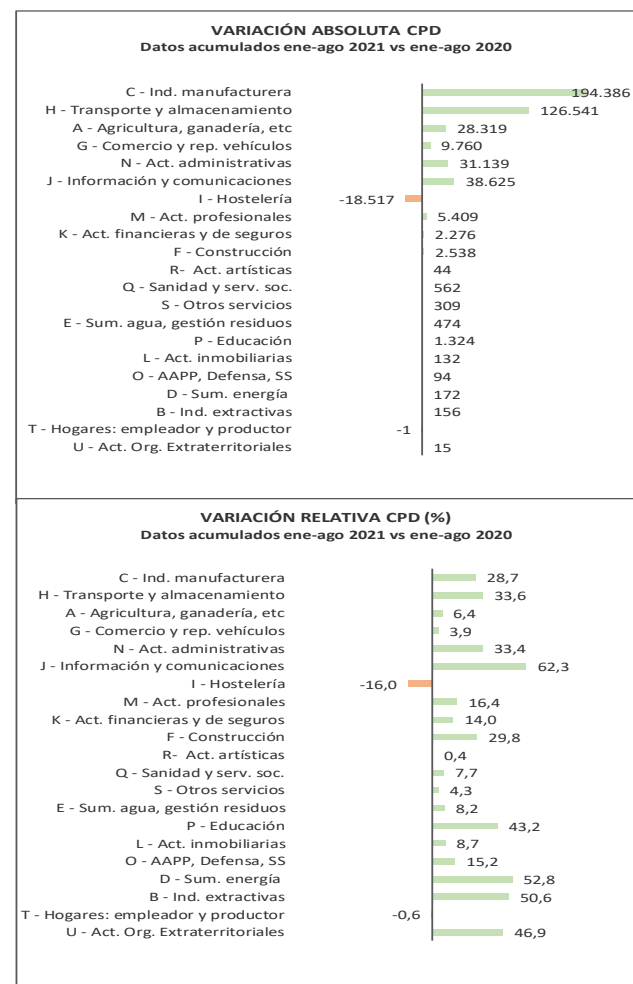 VARIACIÓN ABSOLUTA CPD
Datos acumulados ene-ago 2021 vs ene-ago 2020
C - Ind. manufacturera 194.386
H - Transporte y almacenamiento 126.541
A - Agricultura, ganadería, etc 28.319
G - Comercio y rep. vehículos 9.760
N - Act. administrativas 31.139
J - Información y comunicaciones 38.625
I - Hostelería -18.517
M - Act. profesionales 5.409
K - Act. financieras y de seguros 2.276
F - Construcción 2.538
R- Act. artísticas 44
Q - Sanidad y serv. soc. 562
S - Otros servicios 309
E - Sum. agua, gestión residuos 474
P - Educación 1.324
L - Act. inmobiliarias 132
O - AAPP, Defensa, SS 94
D - Sum. energía 172
B - Ind. extractivas 156
T - Hogares: empleador y productor -1
U - Act. Org. Extraterritoriales 15
VARIACIÓN RELATIVA CPD (%)
Datos acumulados ene-ago 2021 vs ene-ago 2020
C - Ind. manufacturera 28,7
H - Transporte y almacenamiento 33,6
A - Agricultura, ganadería, etc 6,4
G - Comercio y rep. vehículos 3,9
N - Act. administrativas 33,4
J - Información y comunicaciones 62,3
I - Hostelería -16,0
M - Act. profesionales 16,4
K - Act. financieras y de seguros 14,0
F - Construcción 29,8
R- Act. artísticas 0,4
Q - Sanidad y serv. soc. 7,7
S - Otros servicios 4,3
E - Sum. agua, gestión residuos 8,2
P - Educación 43,2
L - Act. inmobiliarias 8,7
O - AAPP, Defensa, SS 15,2
D - Sum. energía 52,8
B - Ind. extractivas 50,6
T - Hogares: empleador y productor -0,6
U - Act. Org. Extraterritoriales 46,9